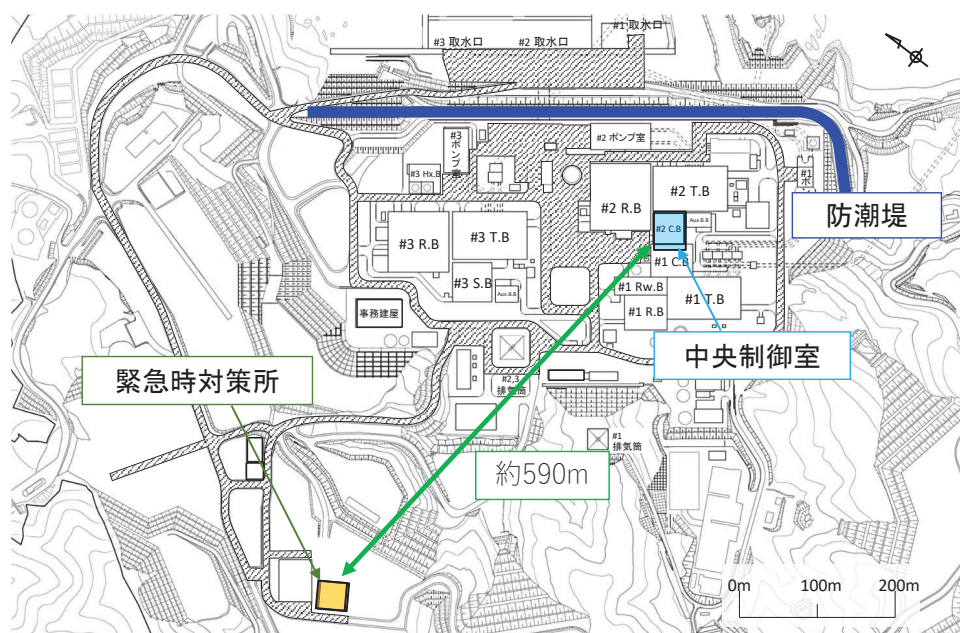 #1 取水口
#3 取水口
#2 取水口
#3
ポンプ室
#2 ポンプ室
#3 Hx.B
#1
#2 R.B
#2 T.B
防潮堤
#2 C.B
Aux.B.B
#3 R.B
#3 T.B
#1 C.B
#3 S.B
Aux.B.B
#1 Rw.B
#1 T.B
#1 R.B
事務建屋
中央制御室
緊急時対策所
#2,3
排気筒
#1
排気筒
約590m
0m
100m
200m